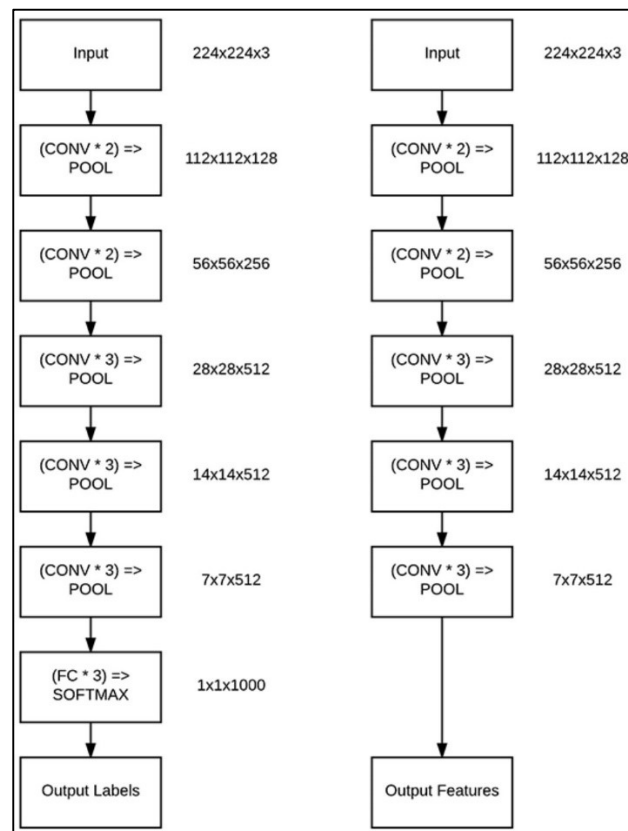 Input
224x224x3
(CONV * 2) =>
POOL
112x112x128
(CONV * 2) =>
POOL
56x56x256
(CONV * 3) =>
POOL
28x28x512
(CONV * 3) =>
POOL
14x14x512
(CONV * 3) =>
POOL
7x7x512
(FC * 3) =>
SOFTMAX
1x1x1000
Output Labels
Input
224x224x3
(CONV * 2) =>
POOL
112x112x128
(CONV * 2) =>
POOL
56x56x256
(CONV * 3) =>
POOL
28x28x512
(CONV * 3) =>
POOL
14x14x512
(CONV * 3) =>
POOL
7x7x512
Output Features